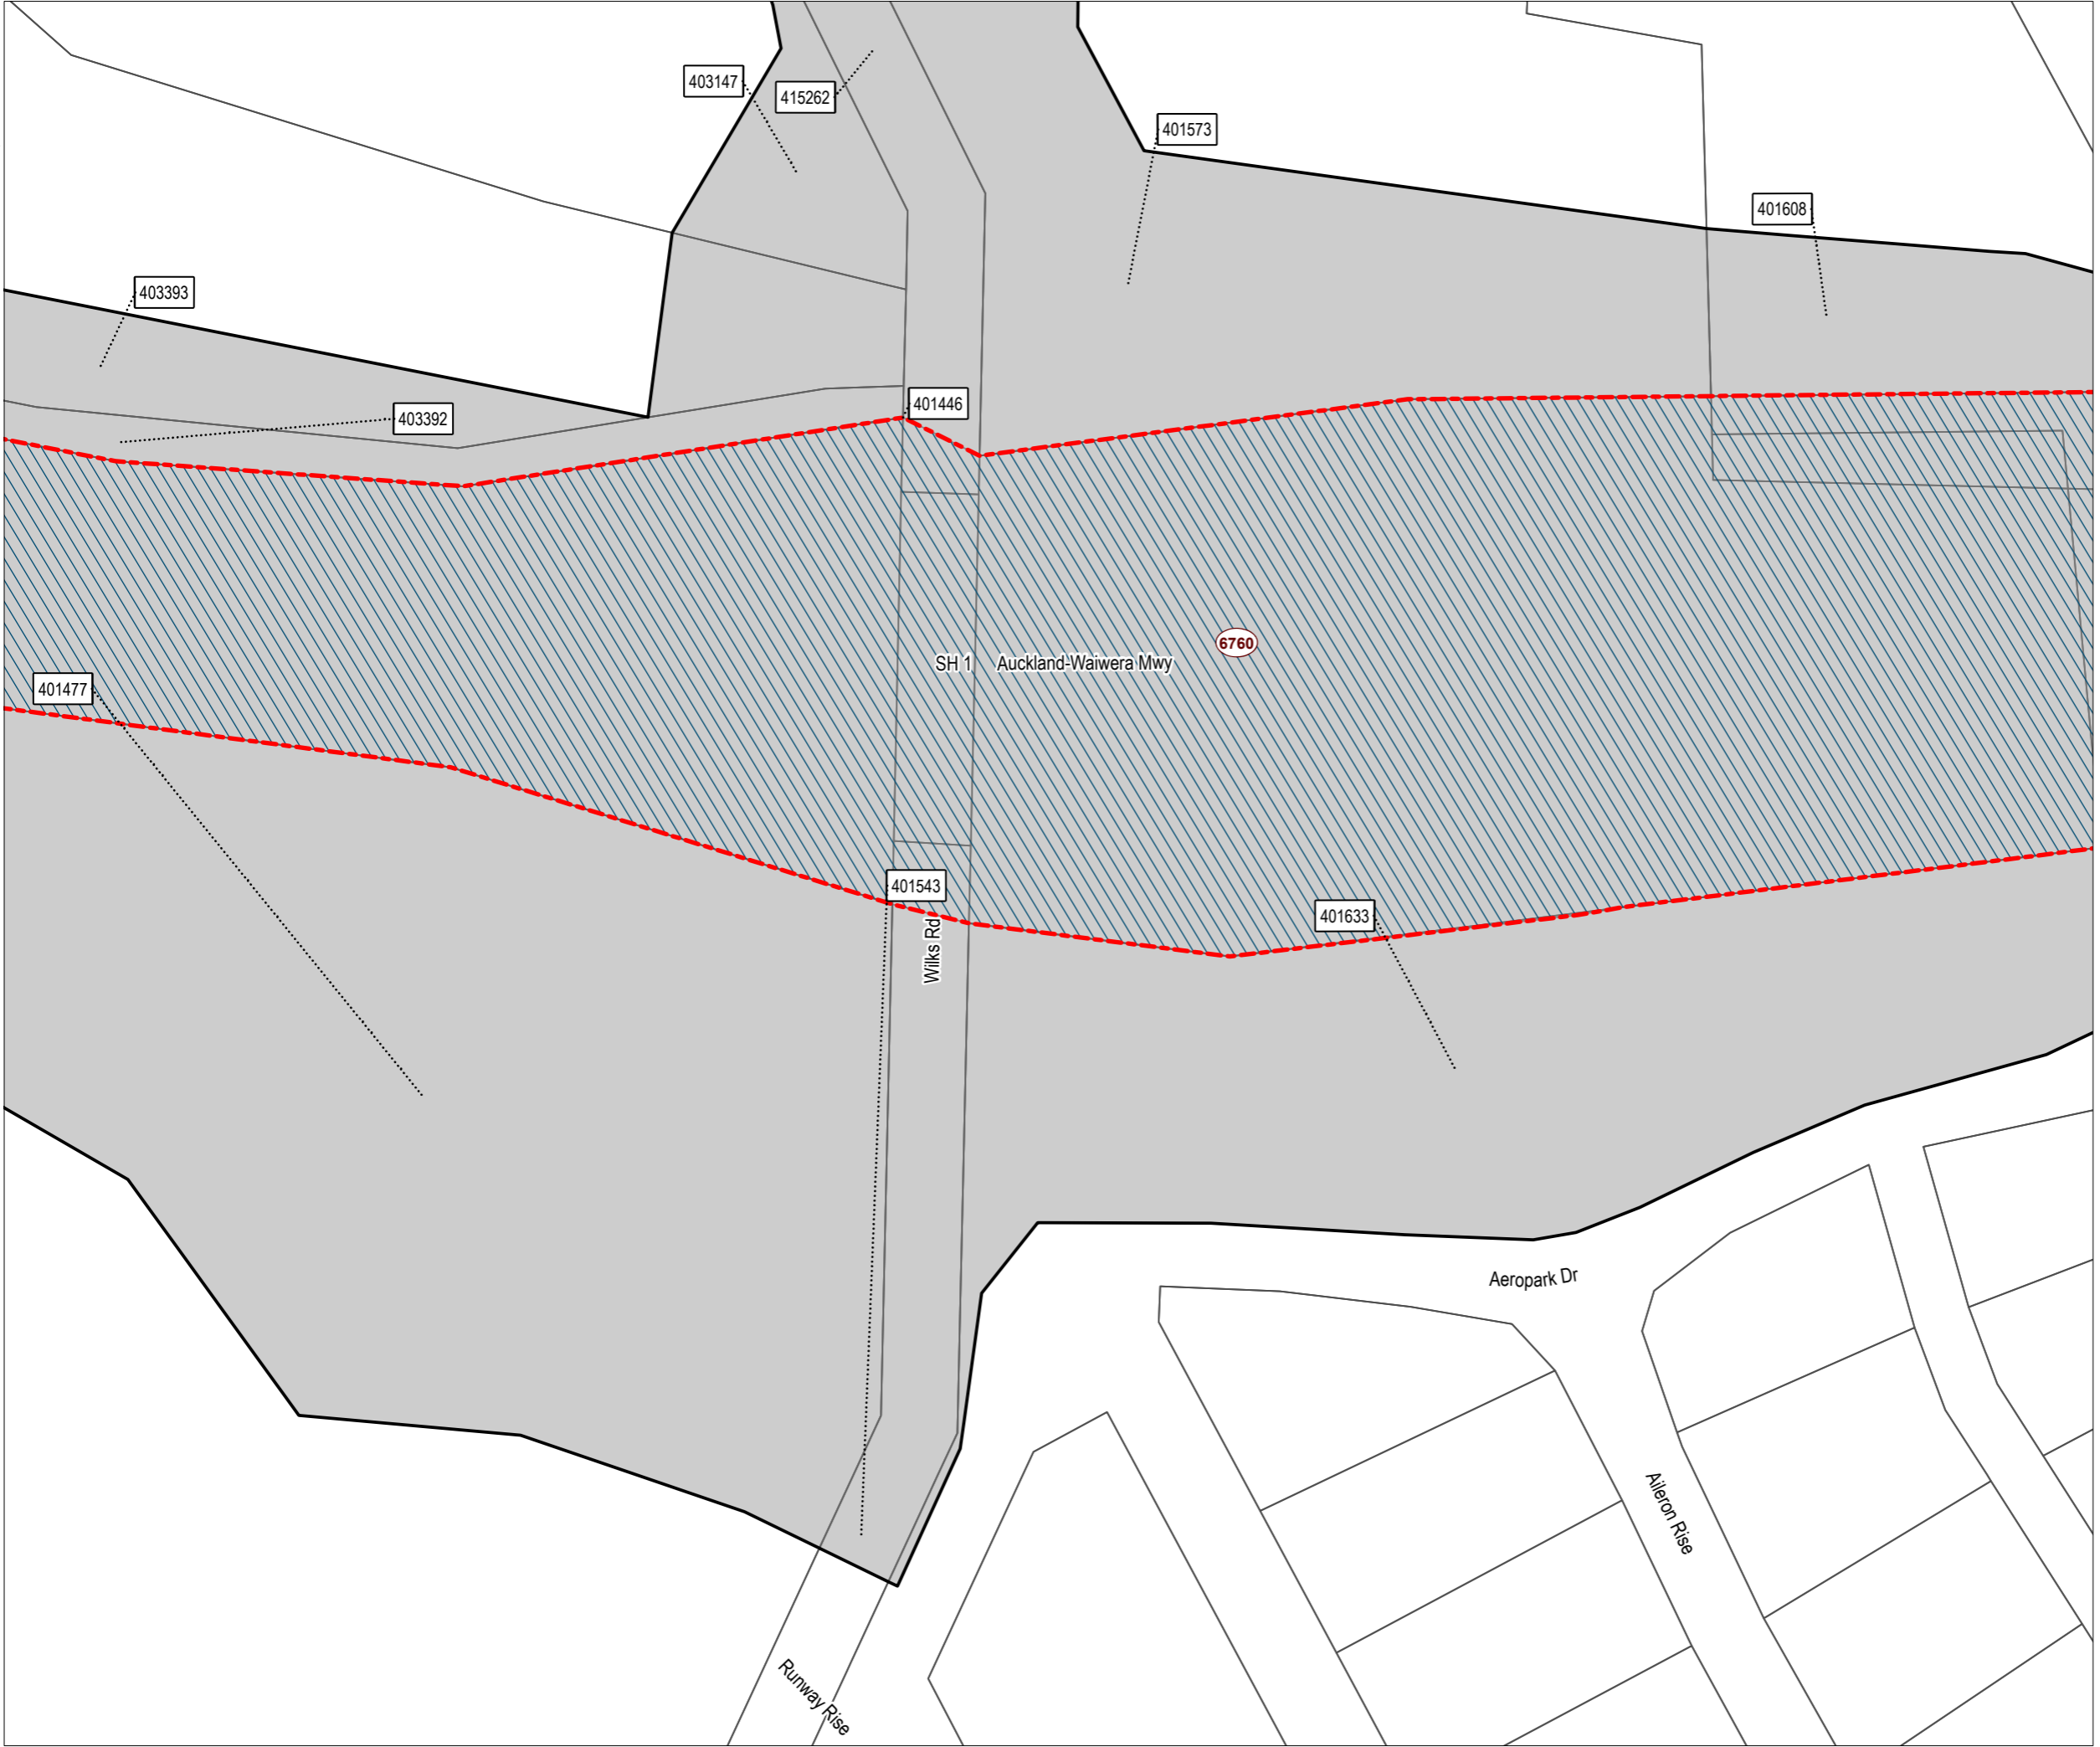 403147
415262
401573
401608
403393
401446
403392
6760
SH 1 Auckland-Waiwera Mwy
401477
401543
401633
Wilks Rd
Aeropark Dr
Aileron Rise
Runway Rise